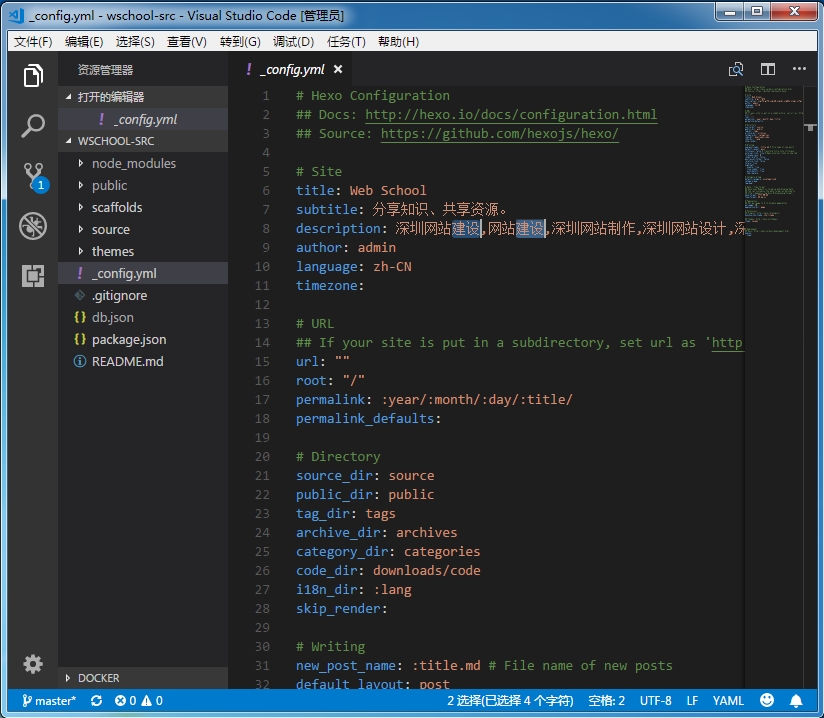 _config.yml - wschool-src - Visual Studio Code [管理员]
文件(F) 编辑(E) 选择(S) 查看(V) 转到(G) 调试(D) 任务(T) 帮助(H)
资源管理器
打开的编辑器
! _config.yml
WSCHOOL-SRC
node_modules
public
scaffolds
source
themes
! _config.yml
.gitignore
{} db.json
{} package.json
README.md
DOCKER
1
! _config.yml ×
1 # Hexo Configuration
2 ## Docs: http://hexo.io/docs/configuration.html
3 ## Source: https://github.com/hexojs/hexo/
4
5 # Site
6 title: Web School
7 subtitle: 分享知识、共享资源。
8 description: 深圳网站建设,网站建设,深圳网站制作,深圳网站设计,深
9 author: admin
10 language: zh-CN
11 timezone:
12
13 # URL
14 ## If your site is put in a subdirectory, set url as 'http
15 url: ""
16 root: "/"
17 permalink: :year/:month/:day/:title/
18 permalink_defaults:
19
20 # Directory
21 source_dir: source
22 public_dir: public
23 tag_dir: tags
24 archive_dir: archives
25 category_dir: categories
26 code_dir: downloads/code
27 i18n_dir: :lang
28 skip_render:
29
30 # Writing
31 new_post_name: :title.md # File name of new posts
32 default_layout: post
master* 0 0 2 选择(已选择 4 个字符) 空格: 2 UTF-8 LF YAML